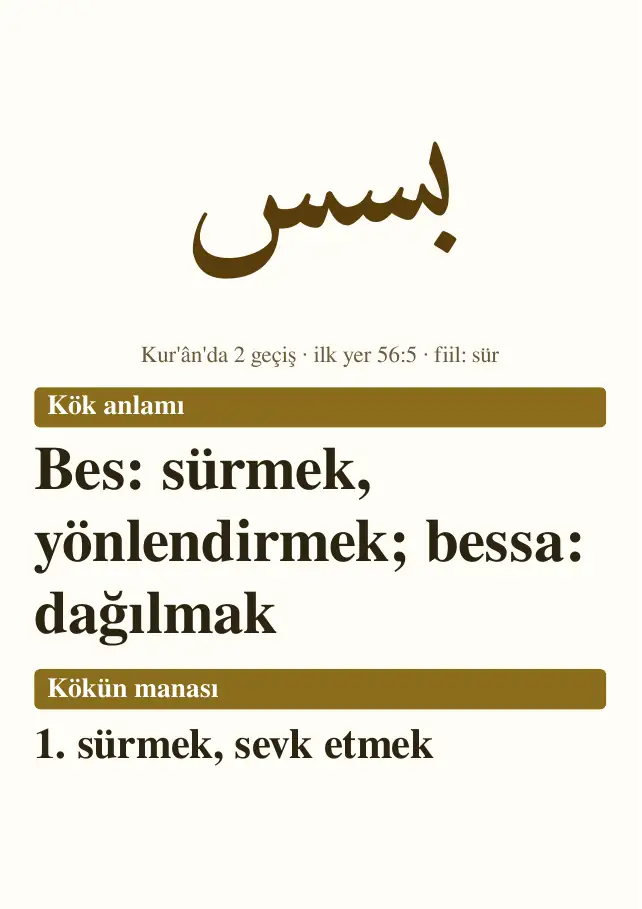 بسس
Kur'ân'da 2 geçiş · ilk yer 56:5 · fiil: sür
Kök anlamı
Bes: sürmek,
yönlendirmek; bessa:
dağılmak
Kökün manası
1. sürmek, sevk etmek